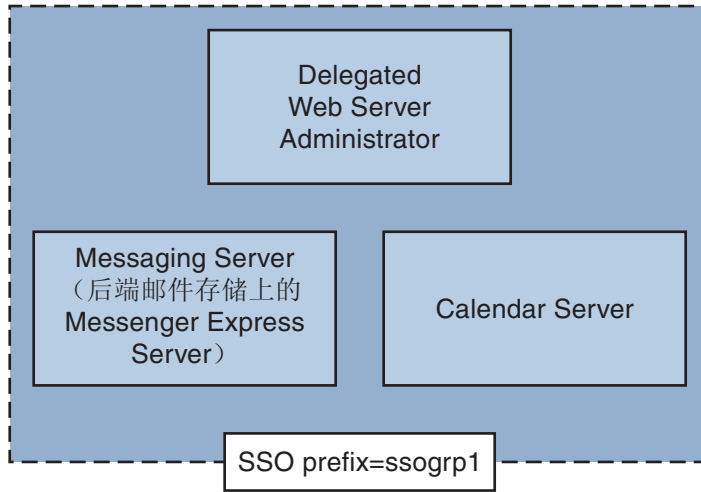 Delegated
Web Server
Administrator
Messaging Server
（后端邮件存储上的
Messenger Express
Server）
Calendar Server
SSO prefix=ssogrp1